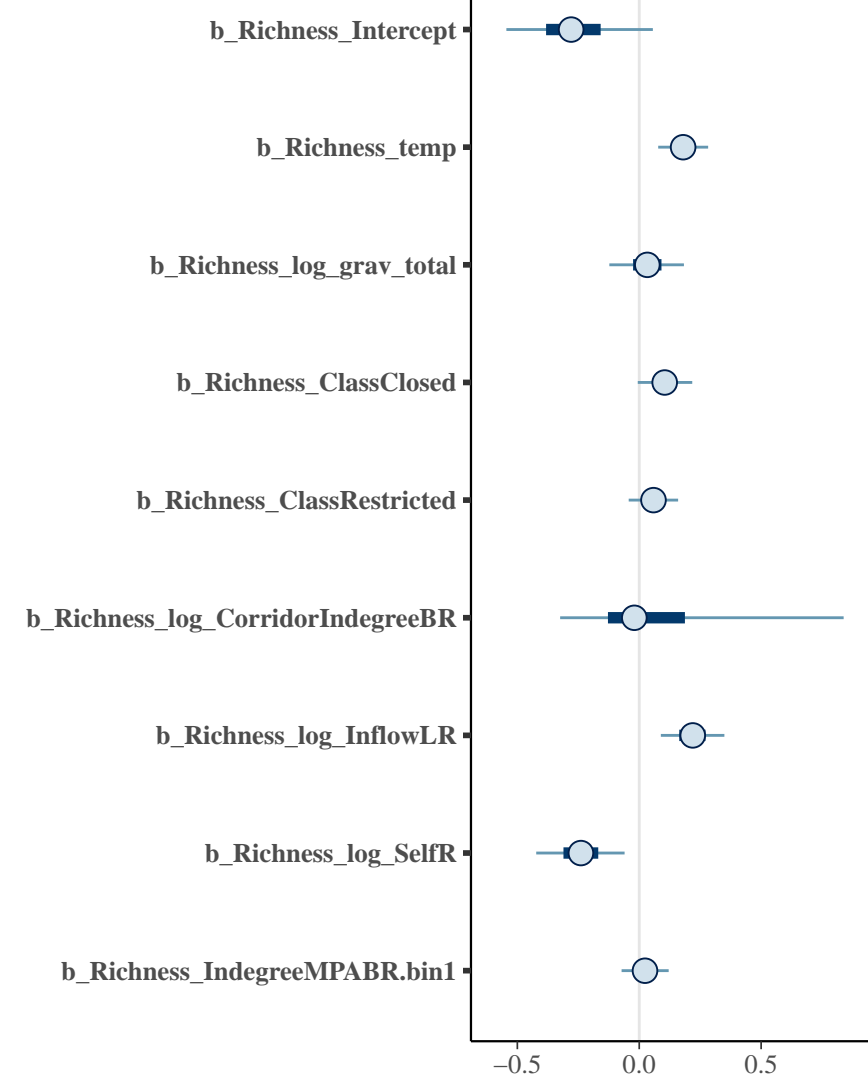 b_Richness_Intercept
b_Richness_temp
b_Richness_log_grav_total
b_Richness_ClassClosed
b_Richness_ClassRestricted
b_Richness_log_CorridorIndegreeBR
b_Richness_log_InflowLR
b_Richness_log_SelfR
b_Richness_IndegreeMPABR.bin1
−0.5 0.0 0.5